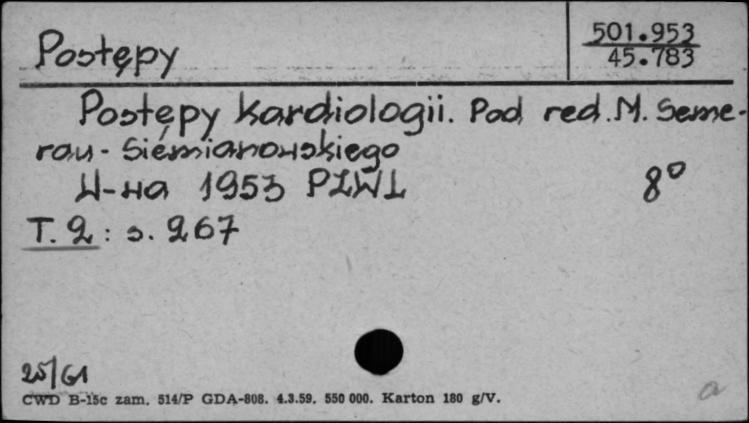 Postępy
501.953
45.783
Postępy kardiologii. Pod red. M. Seme-
rau-Siemianowskiego
W-wa 1953 PZWL
8°
T. 2 : s. 267
25/61
CWD B-15c zam. 514/P GDA-808. 4.3.59. 550 000. Karton 180 g/V.
a